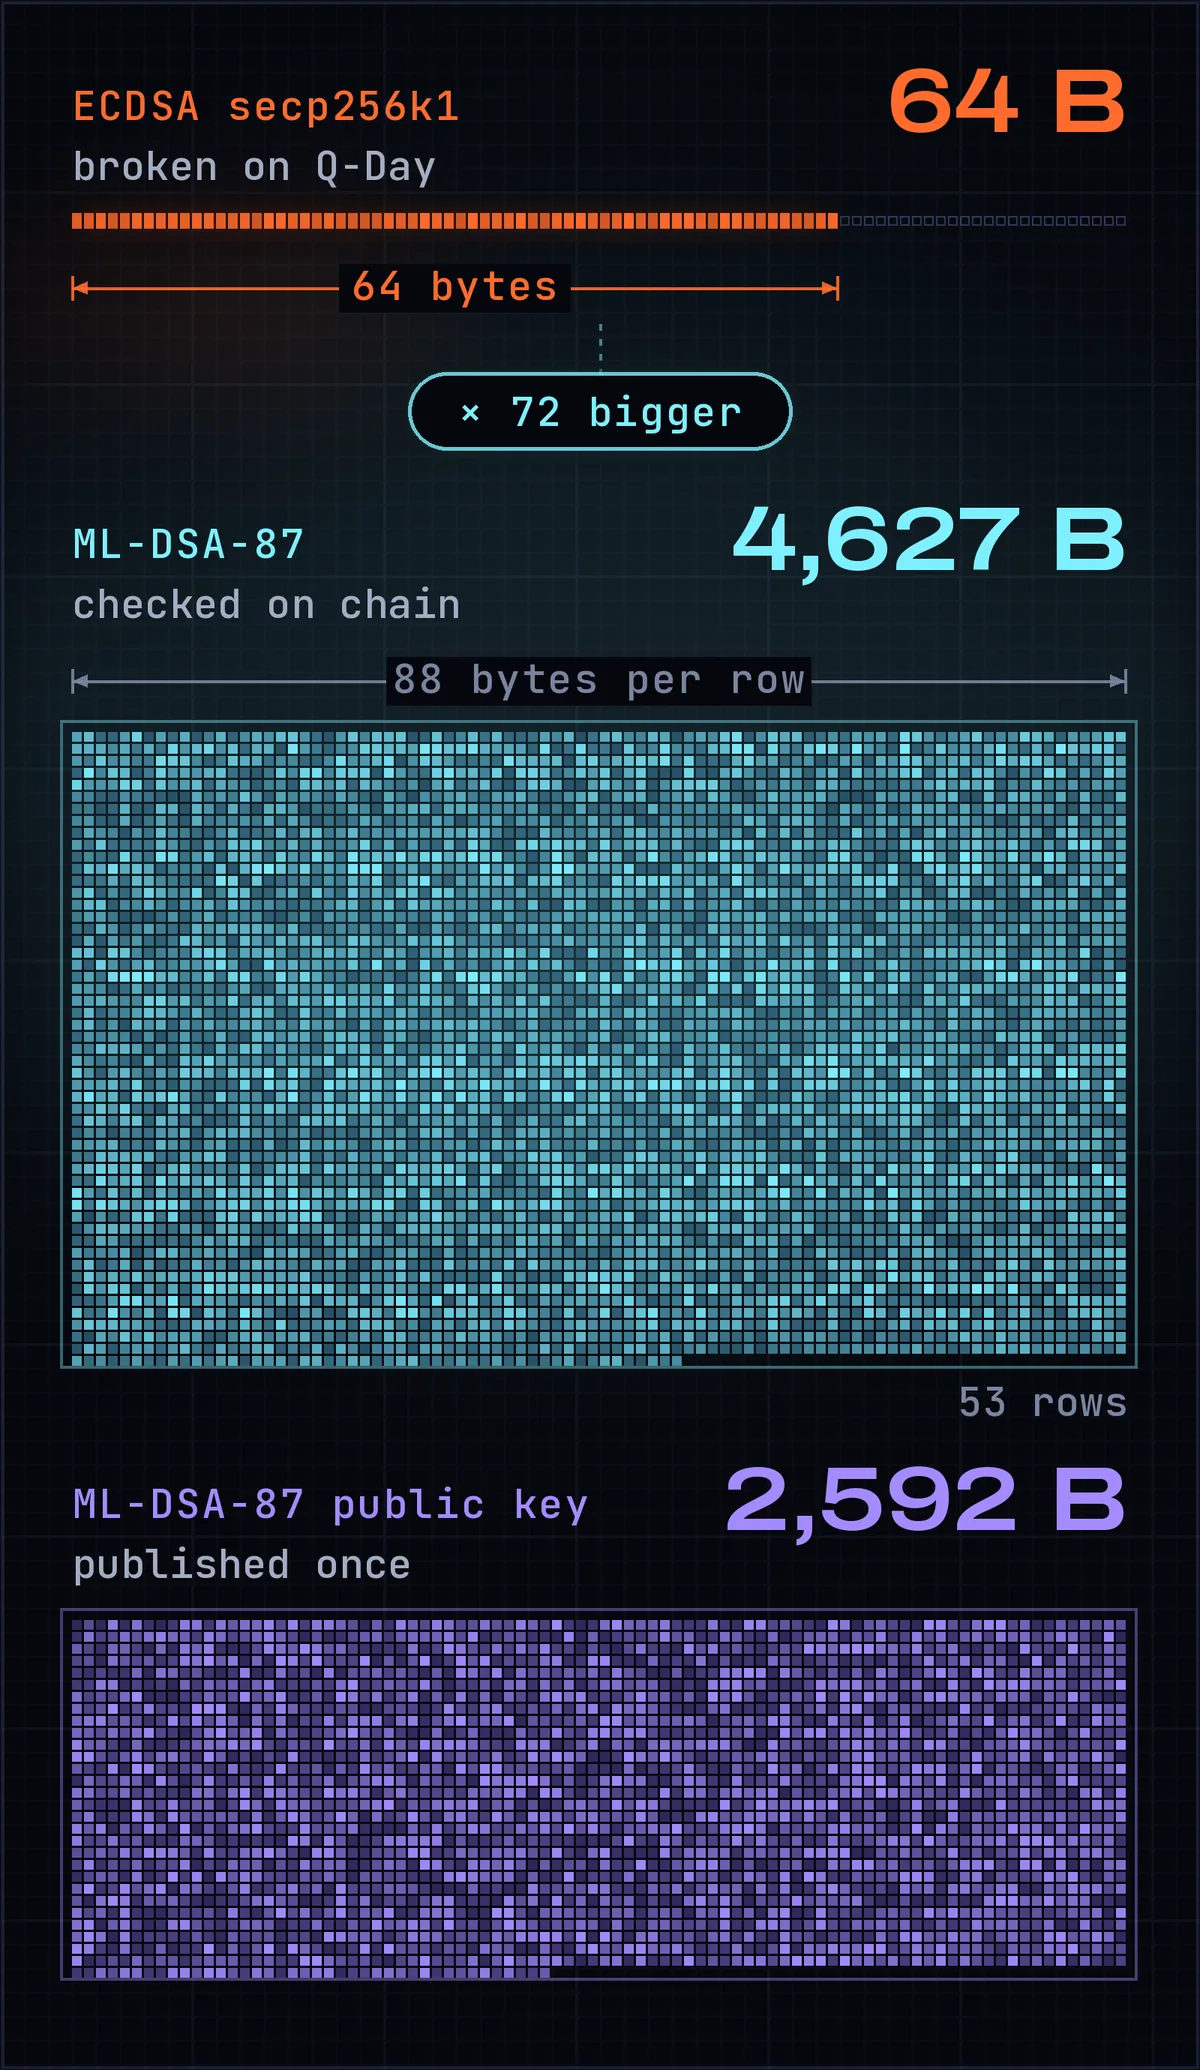 ECDSA secp256k1
64 B
broken on Q-Day
64 bytes
× 72 bigger
ML-DSA-87
4,627 B
checked on chain
88 bytes per row
53 rows
ML-DSA-87 public key
2,592 B
published once